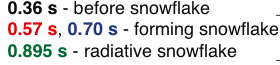 0.36 s - before snowflake
0.57 s, 0.70 s - forming snowflake
0.895 s - radiative snowflake